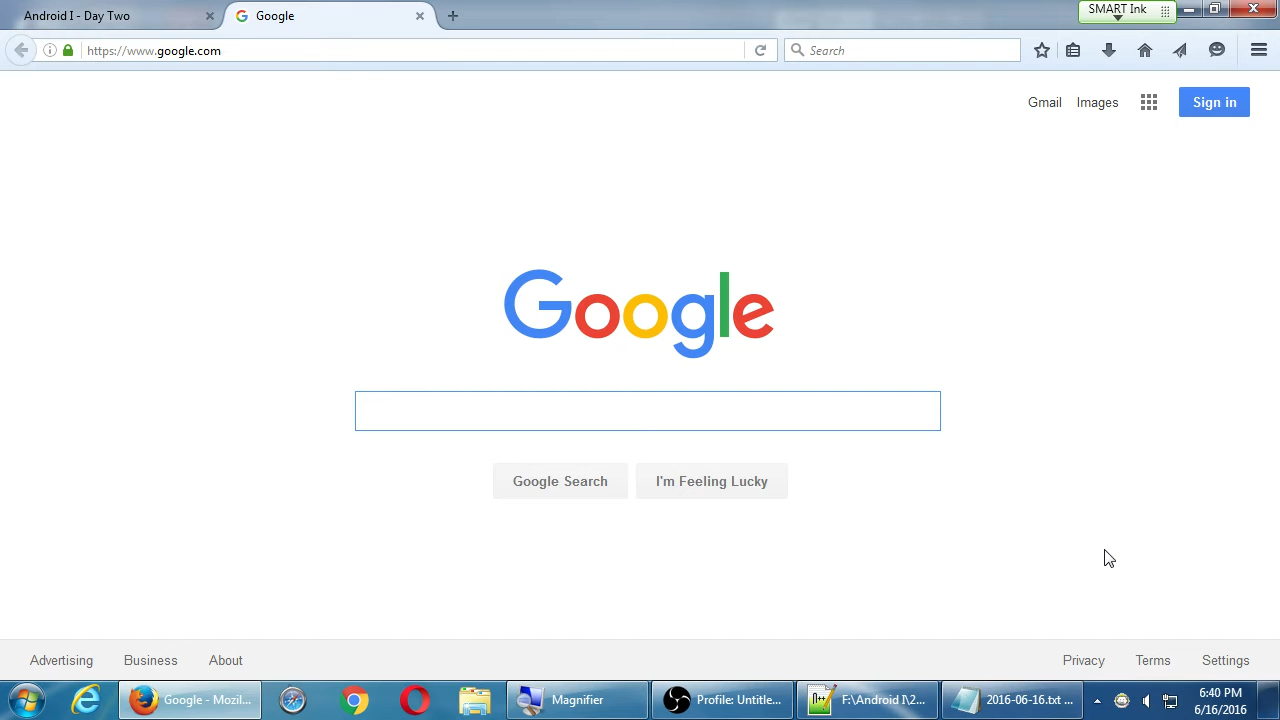 Android I - Day Two
Google
SMART Ink
https://www.google.com
Search
Gmail
Images
Sign in
Google
Google Search
I'm Feeling Lucky
Advertising
Business
About
Privacy
Terms
Settings
Google - Mozil...
Magnifier
Profile: Untitle...
F:\Android I\2...
2016-06-16.txt ...
6:40 PM
6/16/2016